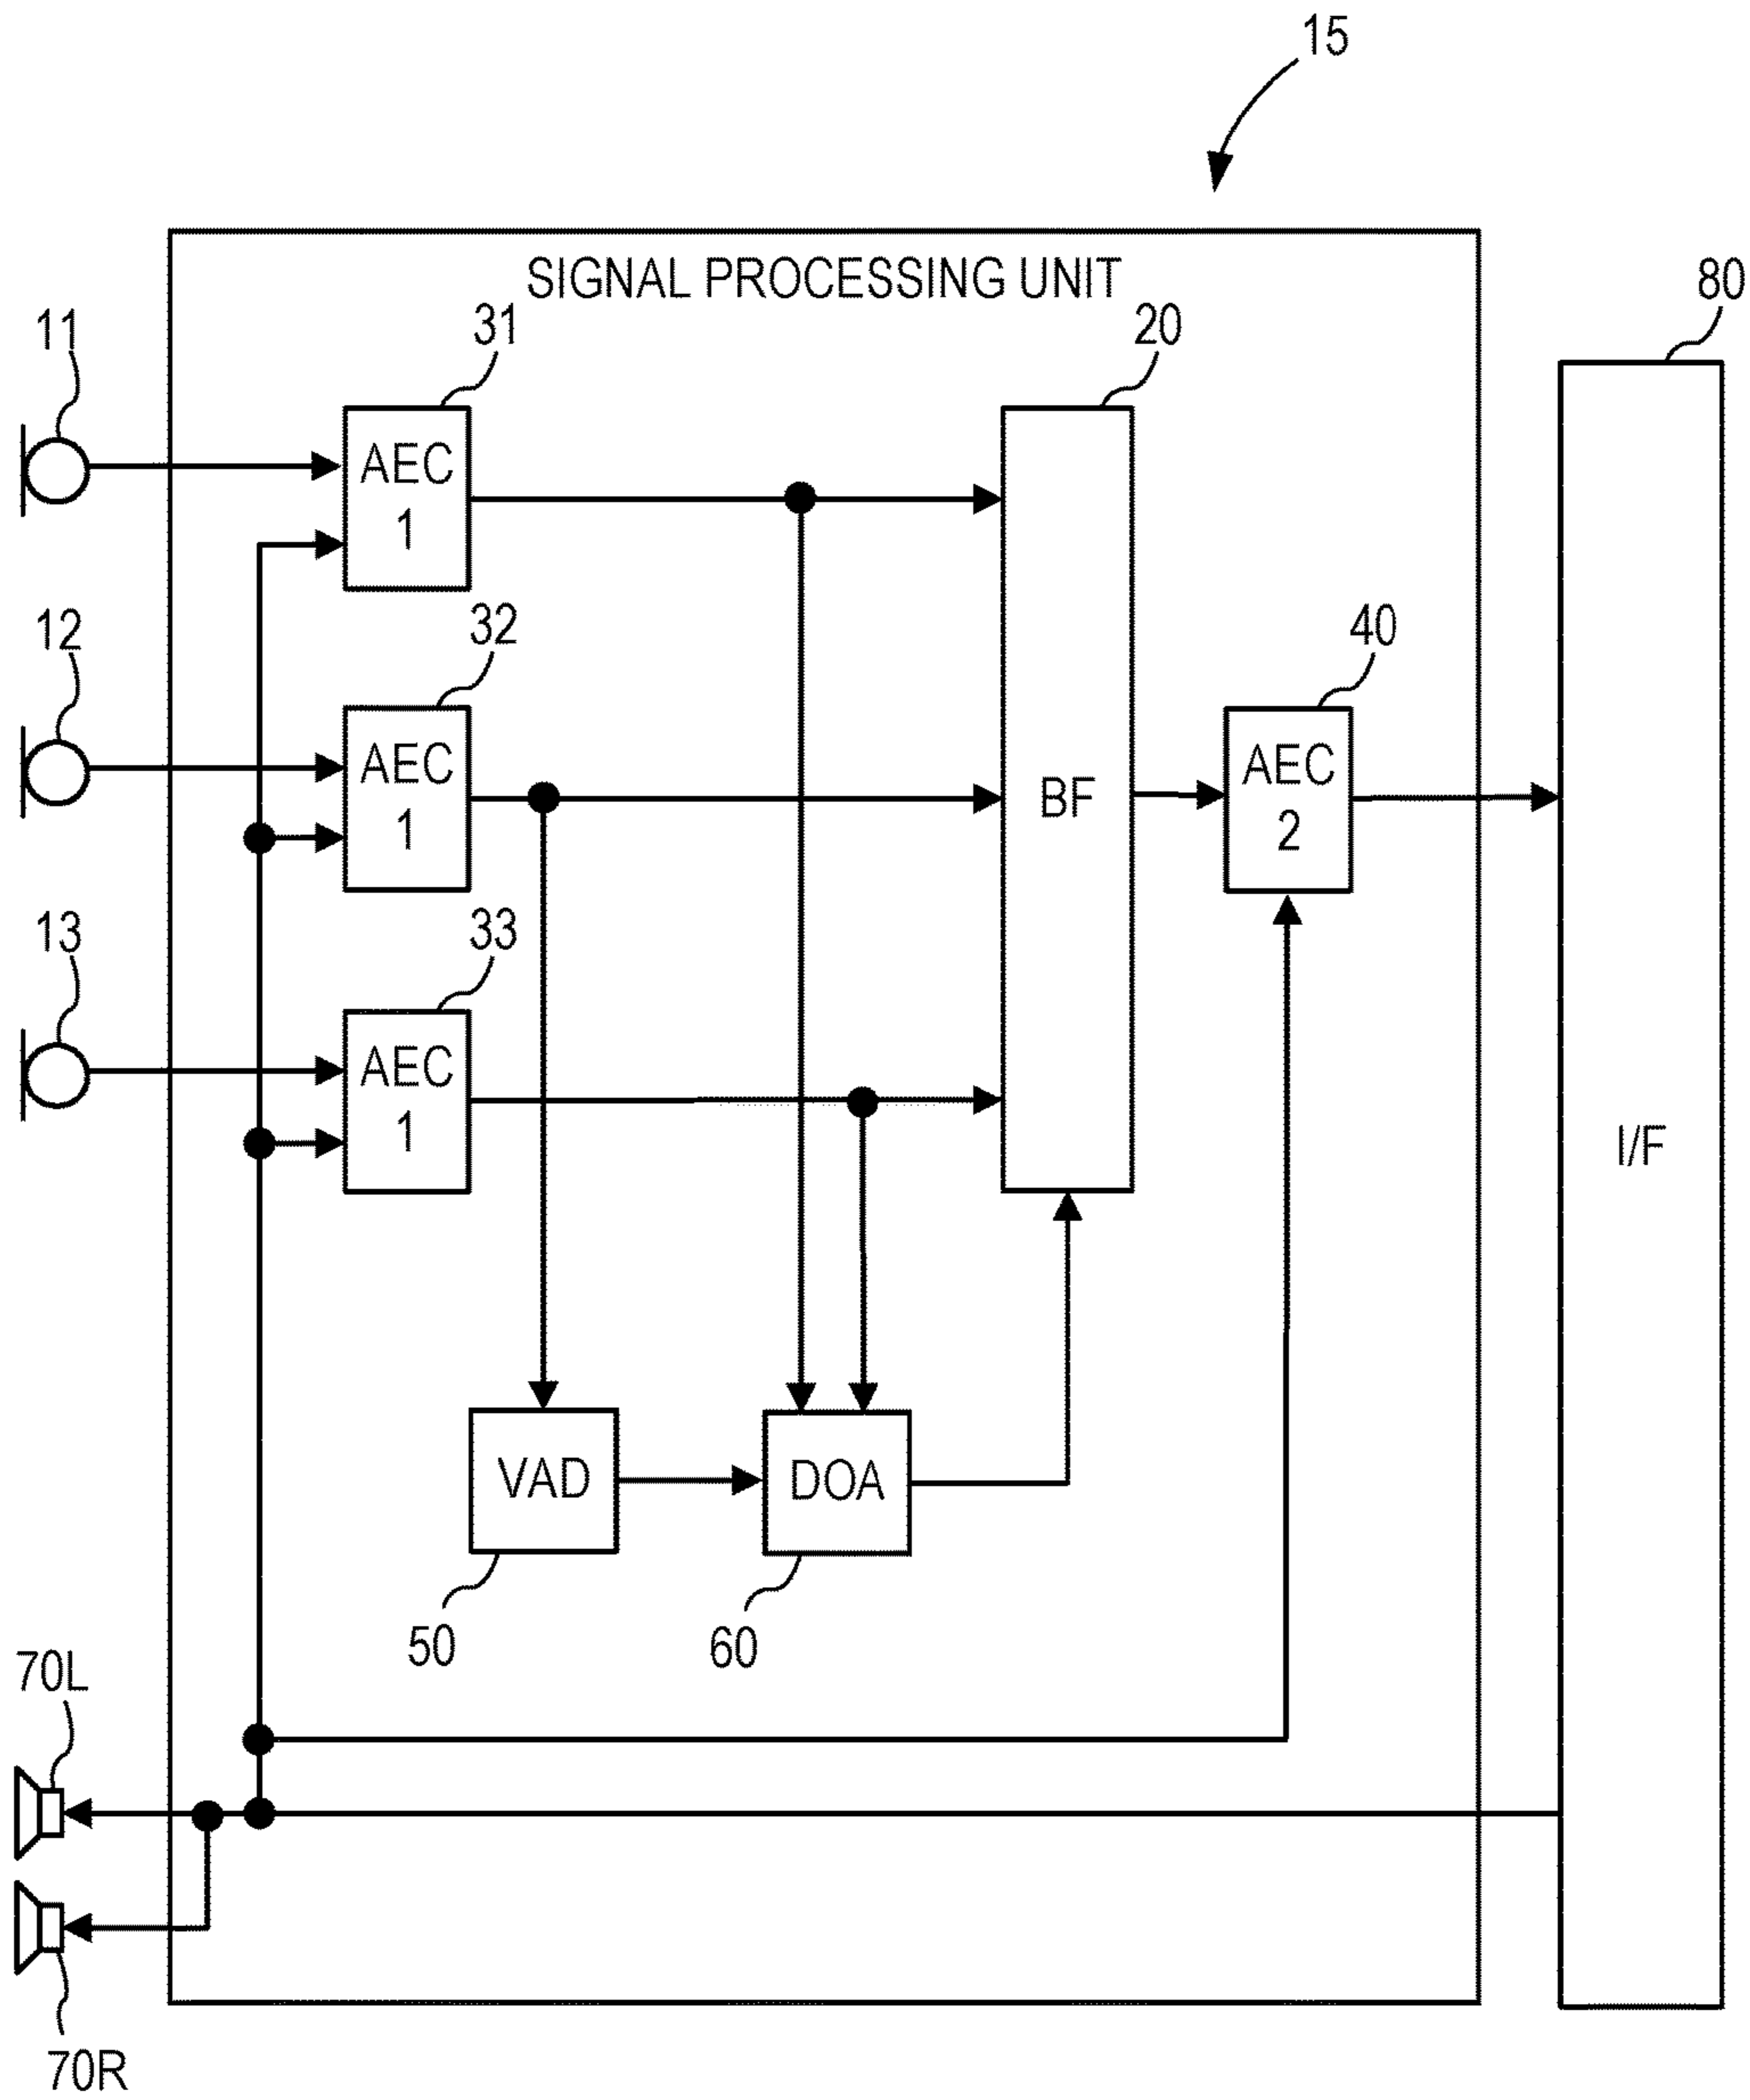 15
SIGNAL PROCESSING UNIT
80
11
31
20
AEC
1
12
32
40
AEC
1
BF
AEC
2
13
33
AEC
1
I/F
VAD
DOA
50
60
70L
70R